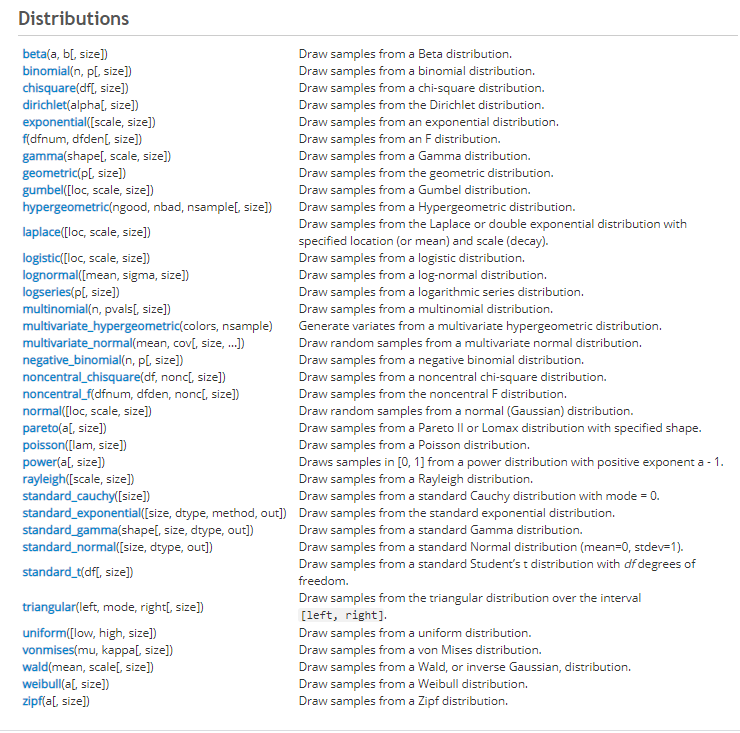 Distributions
beta(a, b[, size]) Draw samples from a Beta distribution.
binomial(n, p[, size]) Draw samples from a binomial distribution.
chisquare(df[, size]) Draw samples from a chi-square distribution.
dirichlet(alpha[, size]) Draw samples from the Dirichlet distribution.
exponential([scale, size]) Draw samples from an exponential distribution.
f(dfnum, dfden[, size]) Draw samples from an F distribution.
gamma(shape[, scale, size]) Draw samples from a Gamma distribution.
geometric(p[, size]) Draw samples from the geometric distribution.
gumbel([loc, scale, size]) Draw samples from a Gumbel distribution.
hypergeometric(ngood, nbad, nsample[, size]) Draw samples from a Hypergeometric distribution.
laplace([loc, scale, size]) Draw samples from the Laplace or double exponential distribution with
specified location (or mean) and scale (decay).
logistic([loc, scale, size]) Draw samples from a logistic distribution.
lognormal([mean, sigma, size]) Draw samples from a log-normal distribution.
logseries(p[, size]) Draw samples from a logarithmic series distribution.
multinomial(n, pvals[, size]) Draw samples from a multinomial distribution.
multivariate_hypergeometric(colors, nsample) Generate variates from a multivariate hypergeometric distribution.
multivariate_normal(mean, cov[, size, ...]) Draw random samples from a multivariate normal distribution.
negative_binomial(n, p[, size]) Draw samples from a negative binomial distribution.
noncentral_chisquare(df, nonc[, size]) Draw samples from a noncentral chi-square distribution.
noncentral_f(dfnum, dfden, nonc[, size]) Draw samples from the noncentral F distribution.
normal([loc, scale, size]) Draw random samples from a normal (Gaussian) distribution.
pareto(a[, size]) Draw samples from a Pareto II or Lomax distribution with specified shape.
poisson([lam, size]) Draw samples from a Poisson distribution.
power(a[, size]) Draws samples in [0, 1] from a power distribution with positive exponent a - 1.
rayleigh([scale, size]) Draw samples from a Rayleigh distribution.
standard_cauchy([size]) Draw samples from a standard Cauchy distribution with mode = 0.
standard_exponential([size, dtype, method, out]) Draw samples from the standard exponential distribution.
standard_gamma(shape[, size, dtype, out]) Draw samples from a standard Gamma distribution.
standard_normal([size, dtype, out]) Draw samples from a standard Normal distribution (mean=0, stdev=1).
standard_t(df[, size]) Draw samples from a standard Student's t distribution with df degrees of
freedom.
triangular(left, mode, right[, size]) Draw samples from the triangular distribution over the interval
[left, right].
uniform([low, high, size]) Draw samples from a uniform distribution.
vonmises(mu, kappa[, size]) Draw samples from a von Mises distribution.
wald(mean, scale[, size]) Draw samples from a Wald, or inverse Gaussian, distribution.
weibull(a[, size]) Draw samples from a Weibull distribution.
zipf(a[, size]) Draw samples from a Zipf distribution.